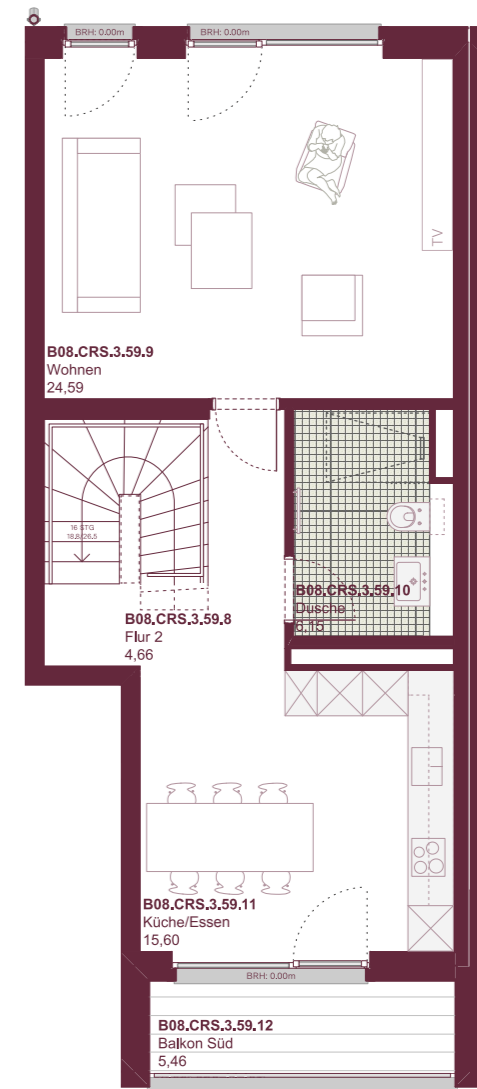 BRH: 0.00m
BRH: 0.00m
TV
B08.CRS.3.59.9
Wohnen
24,59
16 STG
18,8/26,5
B08.CRS.3.59.10
Dusche
6,15
B08.CRS.3.59.8
Flur 2
4,66
B08.CRS.3.59.11
Küche/Essen
15,60
BRH: 0.00m
B08.CRS.3.59.12
Balkon Süd
5,46